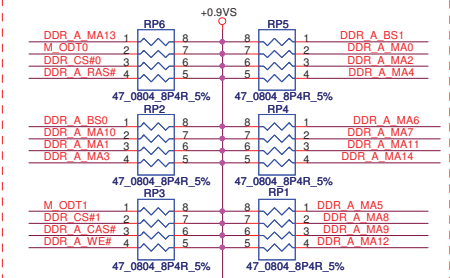 +0.9VS
RP6 RP5
DDR_A_MA13 1 8 8 1 DDR_A_BS1
M_ODT0 2 7 7 2 DDR_A_MA0
DDR_CS#0 3 6 6 3 DDR_A_MA2
DDR_A_RAS# 4 5 5 4 DDR_A_MA4
47_0804_8P4R_5% 47_0804_8P4R_5%
RP2 RP4
DDR_A_BS0 1 8 8 1 DDR_A_MA6
DDR_A_MA10 2 7 7 2 DDR_A_MA7
DDR_A_MA1 3 6 6 3 DDR_A_MA11
DDR_A_MA3 4 5 5 4 DDR_A_MA14
47_0804_8P4R_5% 47_0804_8P4R_5%
RP3 RP1
M_ODT1 1 8 8 1 DDR_A_MA5
DDR_CS#1 2 7 7 2 DDR_A_MA8
DDR_A_CAS# 3 6 6 3 DDR_A_MA9
DDR_A_WE# 4 5 5 4 DDR_A_MA12
47_0804_8P4R_5% 47_0804_8P4R_5%